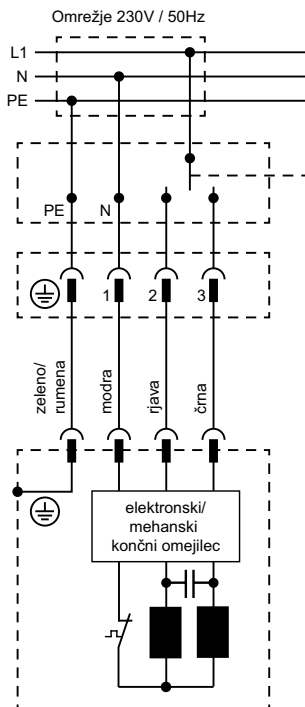 Omrežje 230V / 50Hz
L1
N
PE
PE N
1 2 3
zeleno/
rumena
modra
rjava
črna
elektronski/
mehanski
končni omejilec